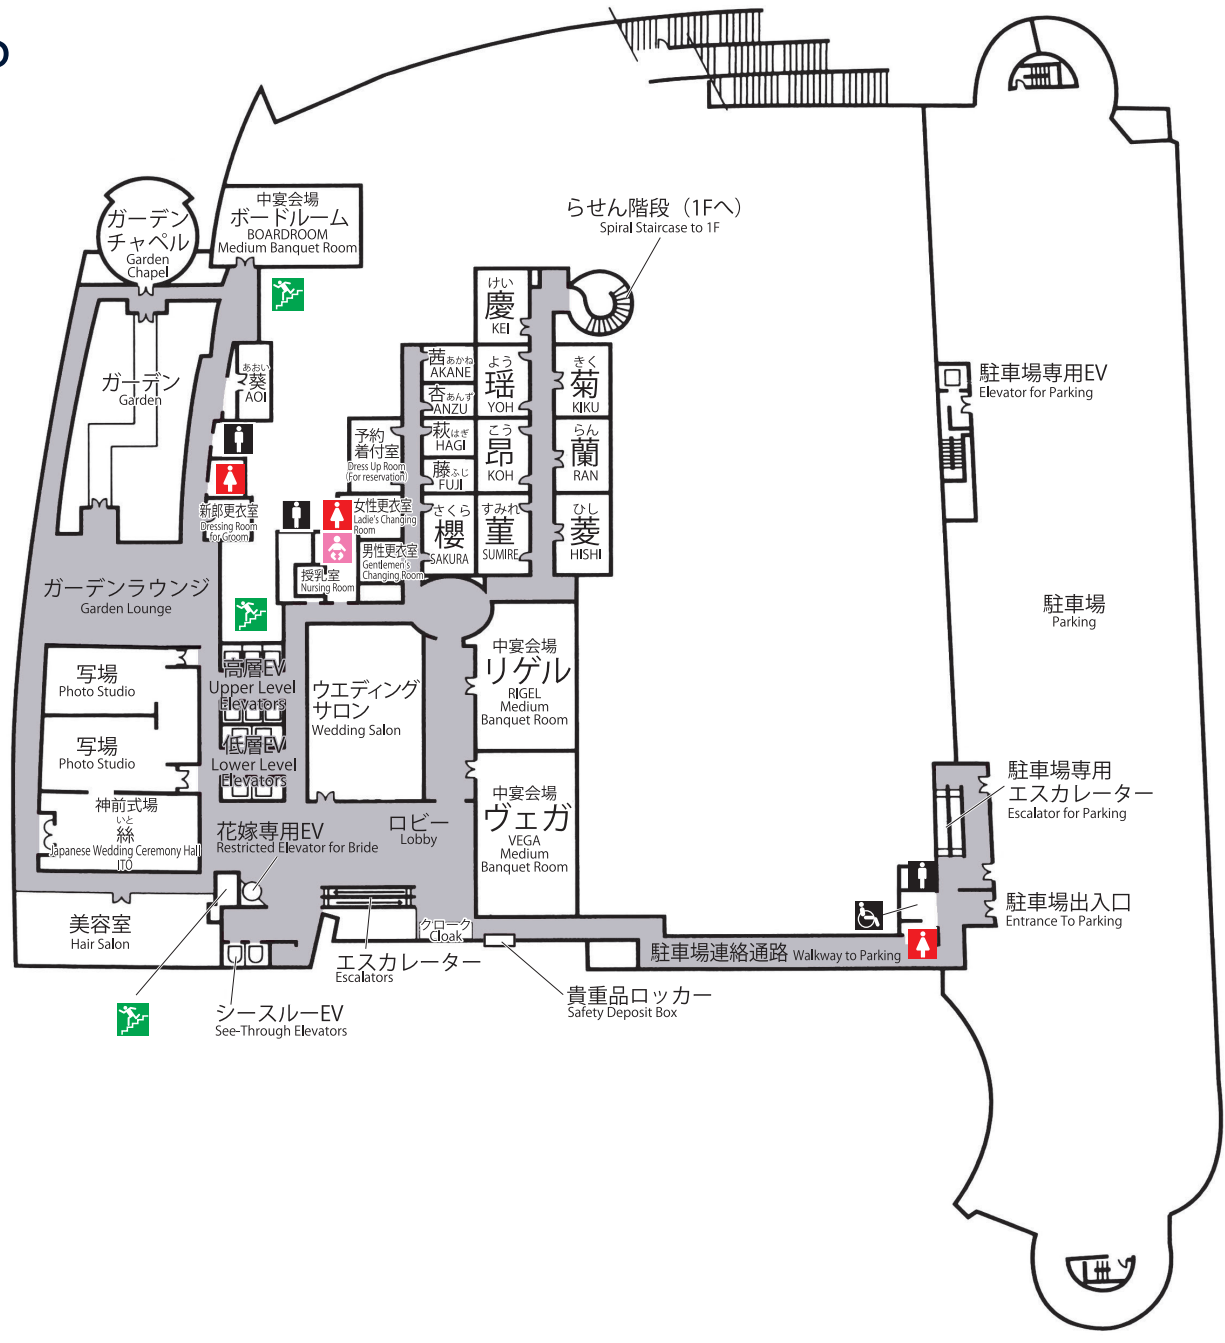 中宴会場
ボードルーム
BOARDROOM
Medium Banquet Room
ガーデン
チャペル
Garden
Chapel
らせん階段（1Fへ）
Spiral Staircase to 1F
けい
慶
KEI
茜あかね
AKANE
よう
瑶
YOH
きく
菊
KIKU
駐車場専用EV
Elevator for Parking
あおい
葵
AOI
ガーデン
Garden
杏あんず
ANZU
予約
着付室
Dress Up Room
(For reservation)
萩はぎ
HAGI
こう
昂
KOH
らん
蘭
RAN
藤ふじ
FUJI
新郎更衣室
Dressing Room
for Groom
女性更衣室
Ladie's Changing
Room
さくら
櫻
SAKURA
すみれ
菫
SUMIRE
ひし
菱
HISHI
男性更衣室
Gentlemen's
Changing Room
授乳室
Nursing Room
ガーデンラウンジ
Garden Lounge
駐車場
Parking
写場
Photo Studio
高層EV
Upper Level
Elevators
ウエディング
サロン
Wedding Salon
中宴会場
リゲル
RIGEL
Medium
Banquet Room
写場
Photo Studio
低層EV
Lower Level
Elevators
神前式場
いと
絲
Japanese Wedding Ceremony Hall
ITO
花嫁専用EV
Restricted Elevator for Bride
ロビー
Lobby
中宴会場
ヴェガ
VEGA
Medium
Banquet Room
駐車場専用
エスカレーター
Escalator for Parking
美容室
Hair Salon
クローク
Cloak
駐車場出入口
Entrance To Parking
エスカレーター
Escalators
駐車場連絡通路 Walkway to Parking
貴重品ロッカー
Safety Deposit Box
シースルーEV
See-Through Elevators